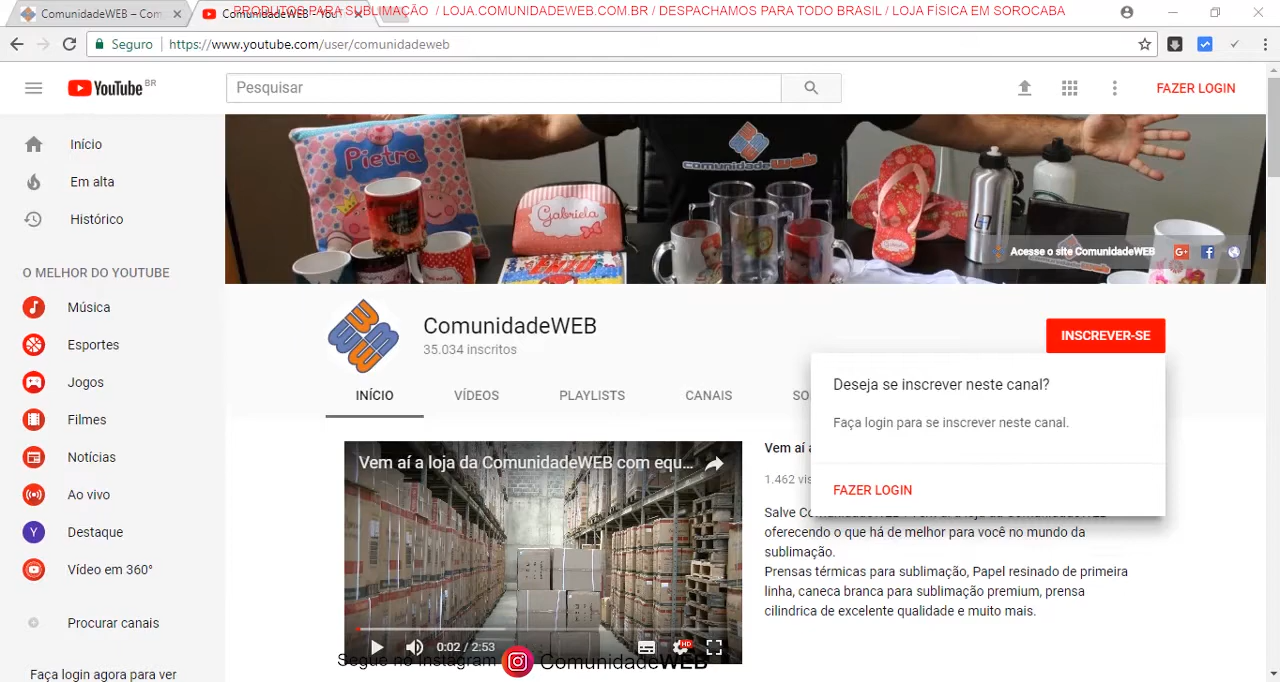 PRODUTOS PARA SUBLIMAÇÃO / LOJA.COMUNIDADEWEB.COM.BR / DESPACHAMOS PARA TODO BRASIL / LOJA FÍSICA EM SOROCABA
ComunidadeWEB – Com
ComunidadeWEB - You
Seguro
https://www.youtube.com/user/comunidadeweb
YouTube BR
Pesquisar
FAZER LOGIN
Início
Em alta
Histórico
O MELHOR DO YOUTUBE
Música
Esportes
Jogos
Filmes
Notícias
Ao vivo
Destaque
Vídeo em 360°
Procurar canais
Faça login agora para ver
Pietra
Gabriela
comunidadeweb
Acesse o site ComunidadeWEB
ComunidadeWEB
35.034 inscritos
INSCREVER-SE
Deseja se inscrever neste canal?
Faça login para se inscrever neste canal.
FAZER LOGIN
INÍCIO
VÍDEOS
PLAYLISTS
CANAIS
SO
Vem aí a loja da ComunidadeWEB com equ...
0:02 / 2:53
HD
Vem aí a
1.462 vis
oferecendo o que há de melhor para você no mundo da
sublimação.
Prensas térmicas para sublimação, Papel resinado de primeira
linha, caneca branca para sublimação premium, prensa
cilindrica de excelente qualidade e muito mais.
Segue no Instagram ComunidadeWEB